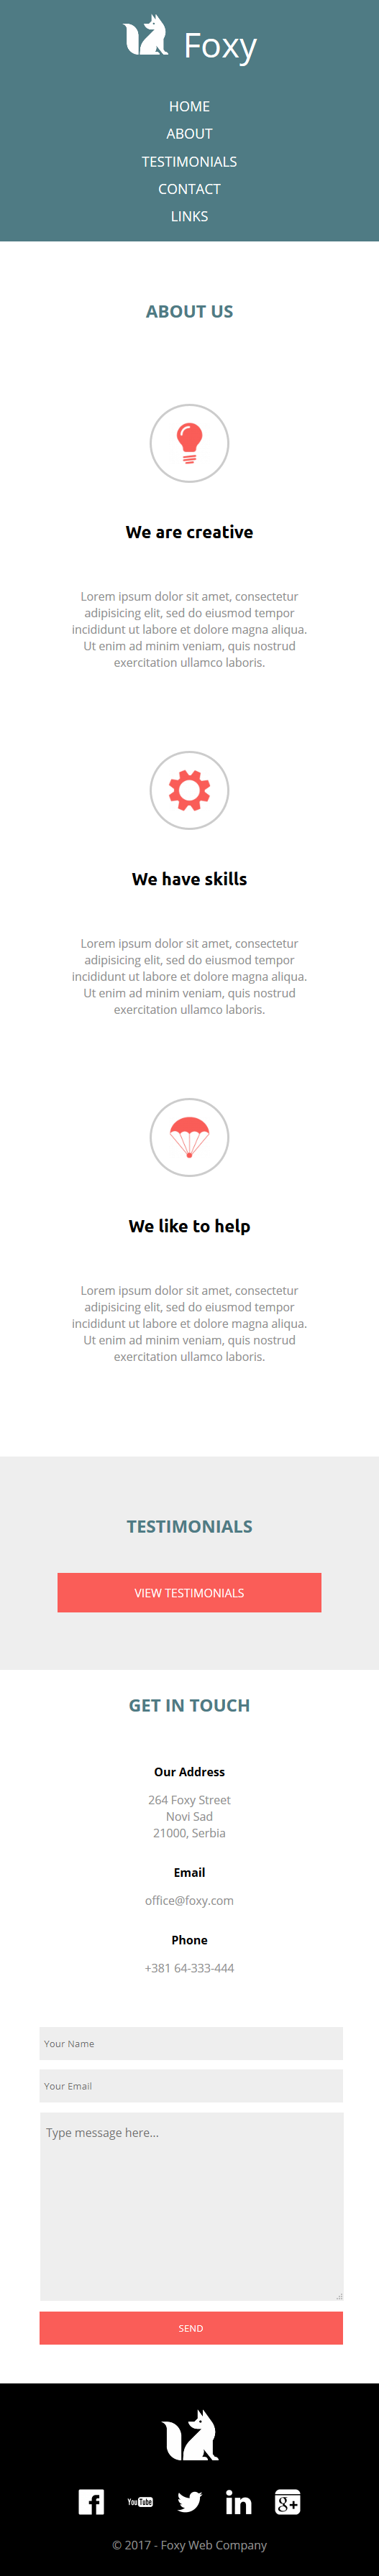 Foxy
HOME
ABOUT
TESTIMONIALS
CONTACT
LINKS
ABOUT US
We are creative
Lorem ipsum dolor sit amet, consectetur
adipisicing elit, sed do eiusmod tempor
incididunt ut labore et dolore magna aliqua.
Ut enim ad minim veniam, quis nostrud
exercitation ullamco laboris.
We have skills
Lorem ipsum dolor sit amet, consectetur
adipisicing elit, sed do eiusmod tempor
incididunt ut labore et dolore magna aliqua.
Ut enim ad minim veniam, quis nostrud
exercitation ullamco laboris.
We like to help
Lorem ipsum dolor sit amet, consectetur
adipisicing elit, sed do eiusmod tempor
incididunt ut labore et dolore magna aliqua.
Ut enim ad minim veniam, quis nostrud
exercitation ullamco laboris.
TESTIMONIALS
VIEW TESTIMONIALS
GET IN TOUCH
Our Address
264 Foxy Street
Novi Sad
21000, Serbia
Email
office@foxy.com
Phone
+381 64-333-444
Your Name
Your Email
Type message here...
SEND
f YouTube in g+
© 2017 - Foxy Web Company